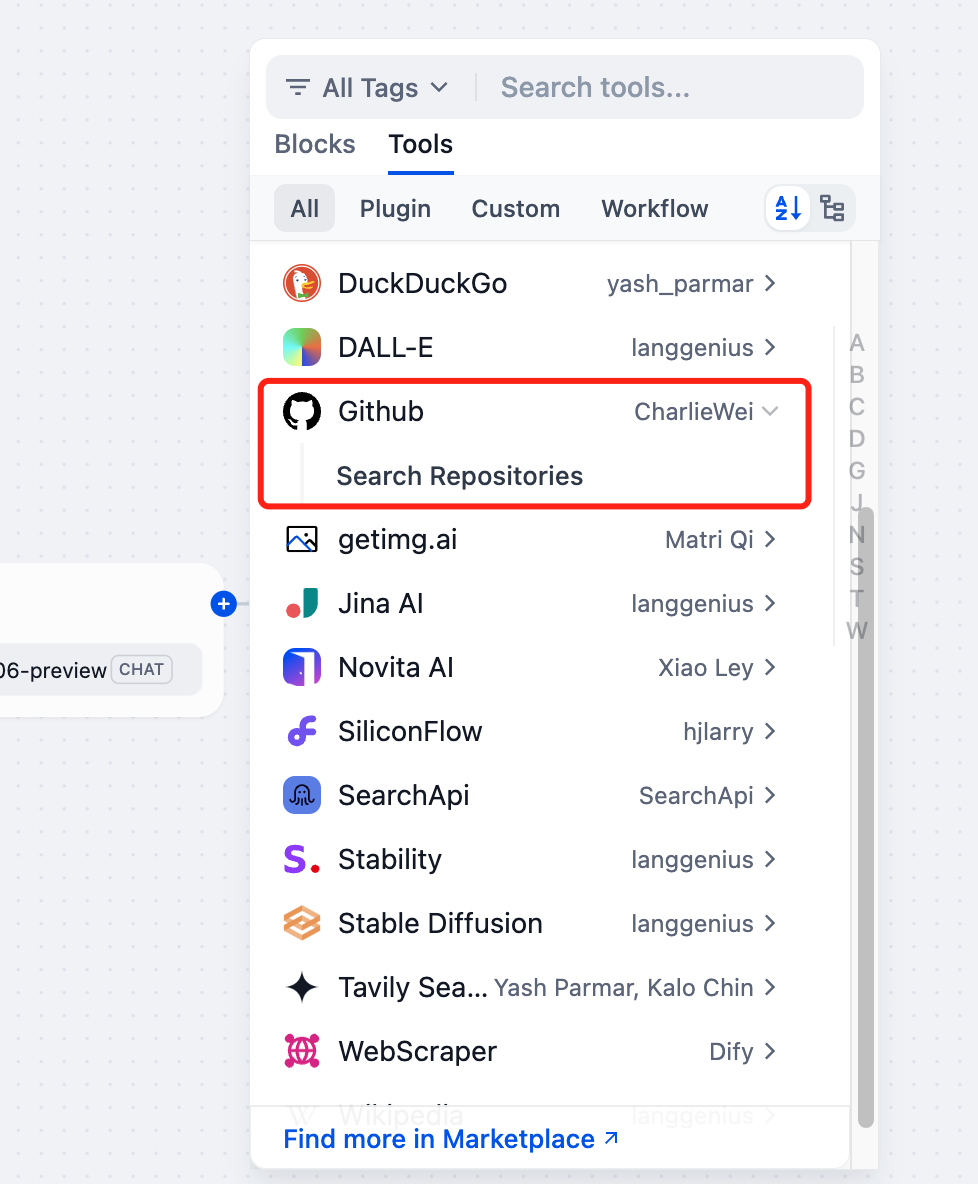 All Tags Search tools...
Blocks Tools
All Plugin Custom Workflow
DuckDuckGo yash_parmar
DALL-E langgenius
Github CharlieWei
Search Repositories
getimg.ai Matri Qi
Jina AI langgenius
Novita AI Xiao Ley
SiliconFlow hjlarry
SearchApi SearchApi
Stability langgenius
Stable Diffusion langgenius
Tavily Sea... Yash Parmar, Kalo Chin
WebScraper Dify
Wikipedia langgenius
Find more in Marketplace
A
B
C
D
G
J
N
S
T
W
06-preview CHAT